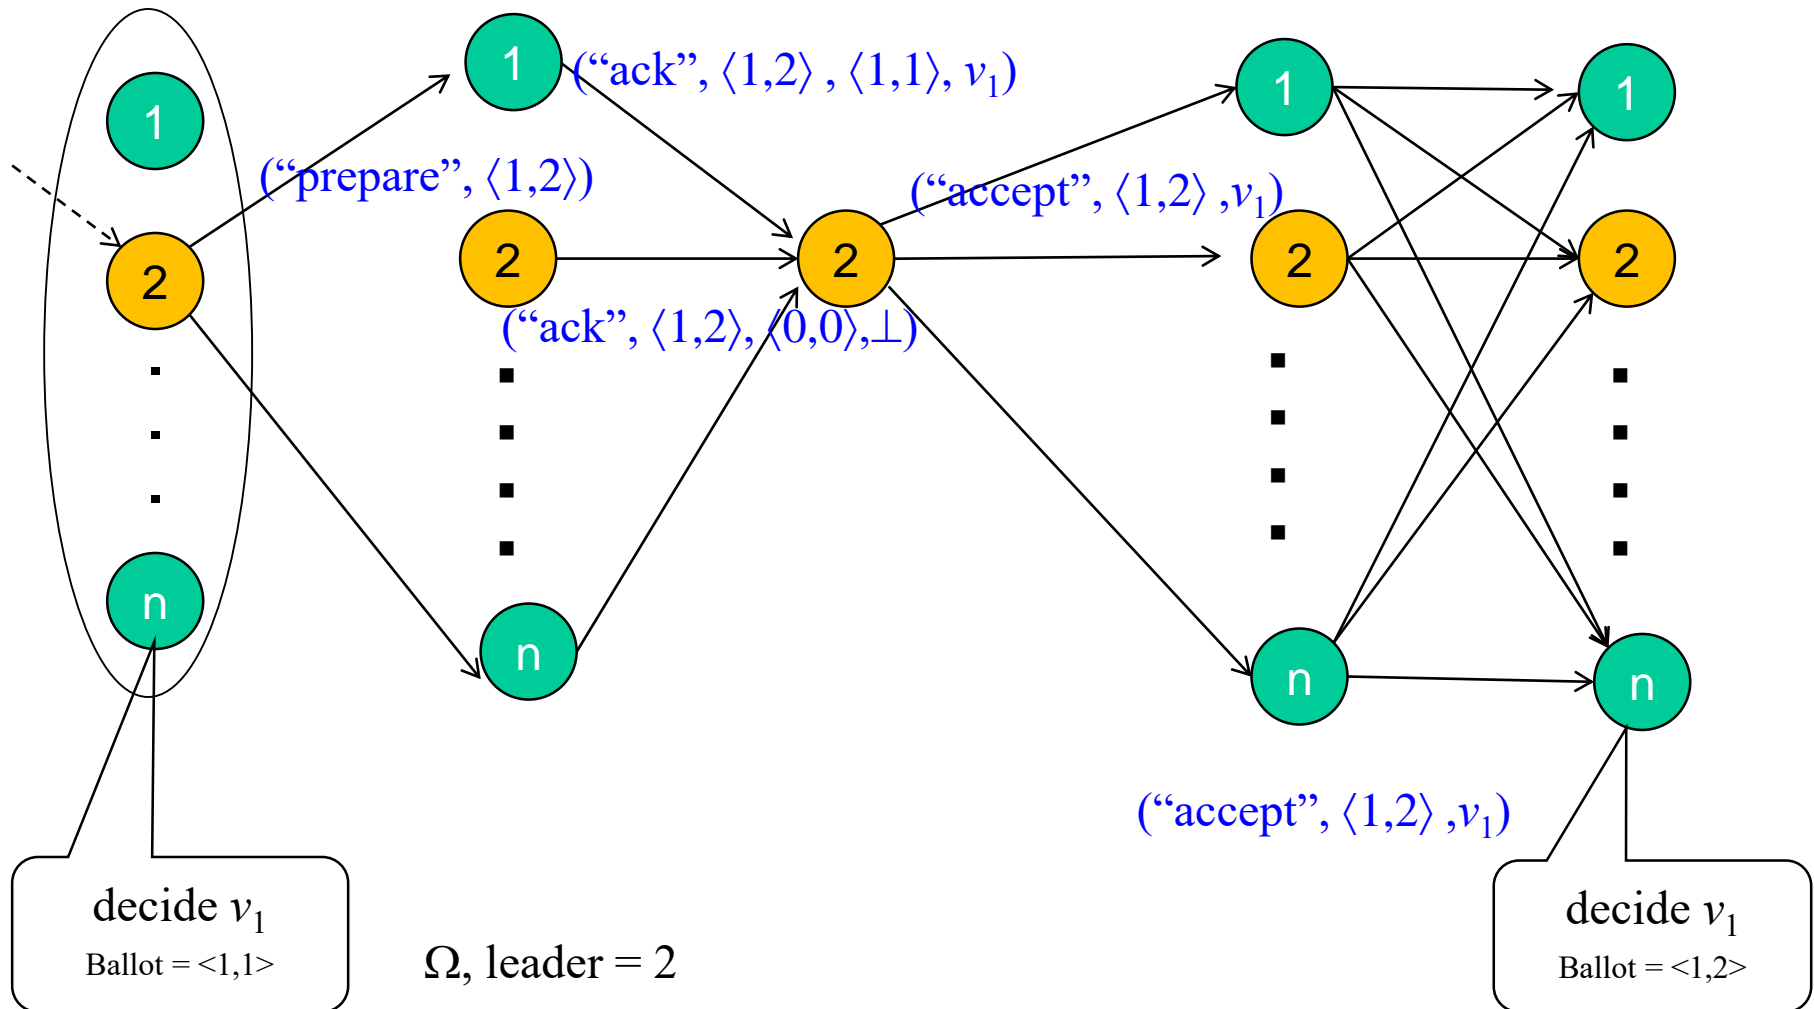 1
1
(“ack”, ⟨1,2⟩ , ⟨1,1⟩, v₁)
1
1
(“prepare”, ⟨1,2⟩)
(“accept”, ⟨1,2⟩ ,v₁)
2
2
2
2
2
(“ack”, ⟨1,2⟩, ⟨0,0⟩,⊥)
n
n
n
n
(“accept”, ⟨1,2⟩ ,v₁)
decide v₁
Ballot = <1,1>
Ω, leader = 2
decide v₁
Ballot = <1,2>